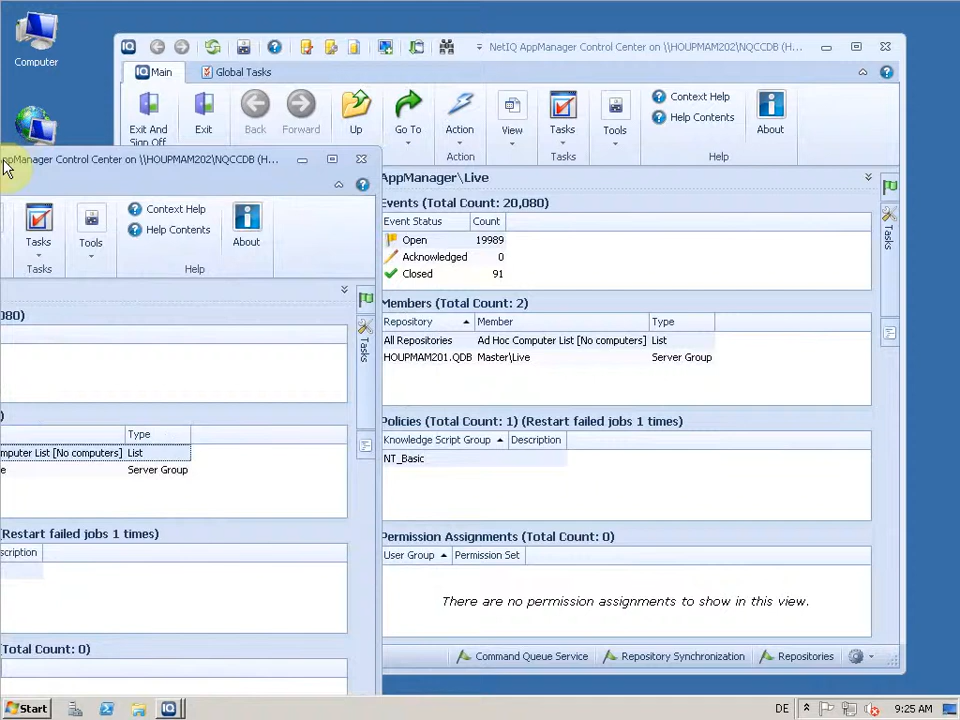 Computer
NetIQ AppManager Control Center on \\HOUPMAM202\NQCCDB (H...
Main
Global Tasks
Exit And
Sign Off
Exit
Back
Forward
Up
Go To
Action
View
Tasks
Tools
Context Help
Help Contents
About
Action
Tasks
Help
AppManager\Live
Events (Total Count: 20,080)
Event Status
Count
Open
19989
Acknowledged
0
Closed
91
Tasks
Members (Total Count: 2)
Repository
Member
Type
All Repositories
Ad Hoc Computer List [No computers]
List
HOUPMAM201.QDB
Master\Live
Server Group
Policies (Total Count: 1) (Restart failed jobs 1 times)
Knowledge Script Group
Description
NT_Basic
Permission Assignments (Total Count: 0)
User Group
Permission Set
There are no permission assignments to show in this view.
Command Queue Service
Repository Synchronization
Repositories
ppManager Control Center on \\HOUPMAM202\NQCCDB (H...
Tasks
Tools
Context Help
Help Contents
About
Tasks
Help
080)
Tasks
)
Type
mputer List [No computers]
List
e
Server Group
(Restart failed jobs 1 times)
scription
Total Count: 0)
Start
DE
9:25 AM